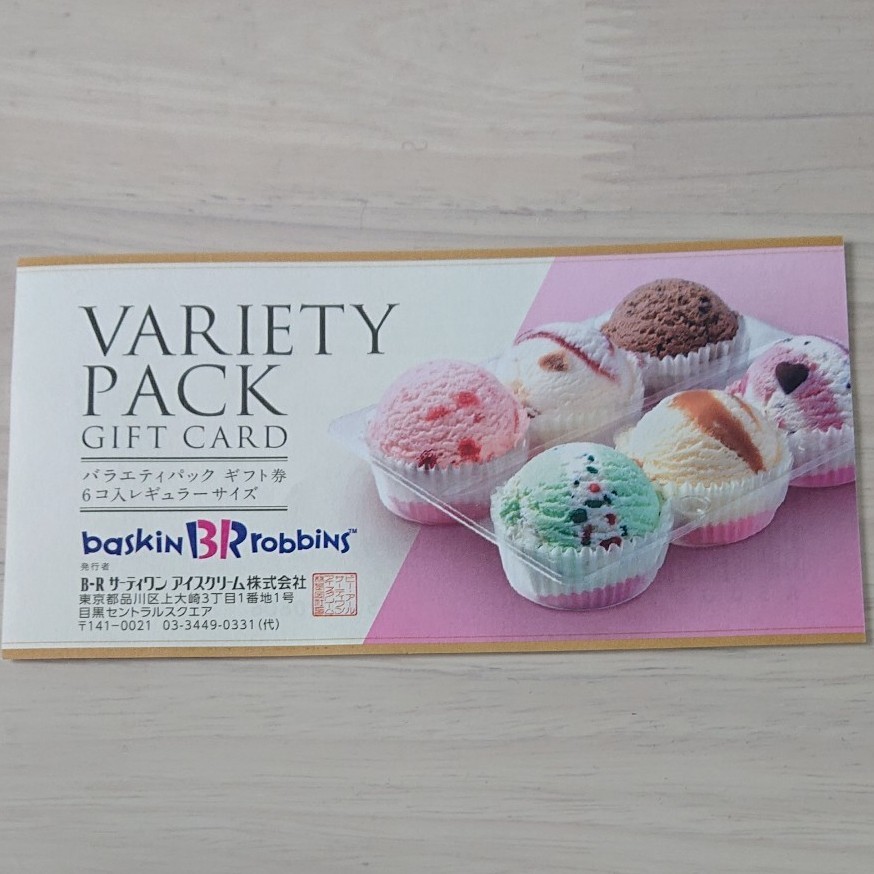 VARIETY
PACK
GIFT CARD
バラエティパック ギフト券
6コ入レギュラーサイズ
baskin BR robbins™
発行者
B-R サーティワン アイスクリーム株式会社
東京都品川区上大崎3丁目1番地1号
目黒セントラルスクエア
〒141-0021 03-3449-0331(代)